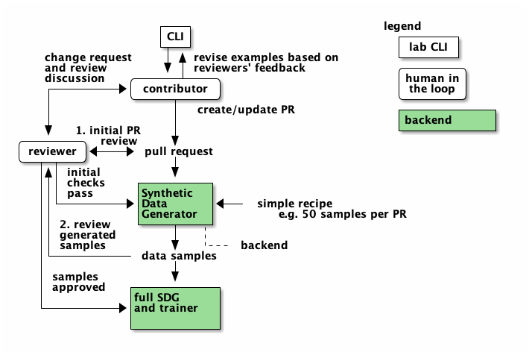 CLI
legend
lab CLI
human in
the loop
backend
change request
and review
discussion
revise examples based on
reviewers' feedback
contributor
create/update PR
1. initial PR
review
reviewer
pull request
initial
checks
pass
Synthetic
Data
Generator
simple recipe
e.g. 50 samples per PR
2. review
generated
samples
backend
data samples
samples
approved
full SDG
and trainer